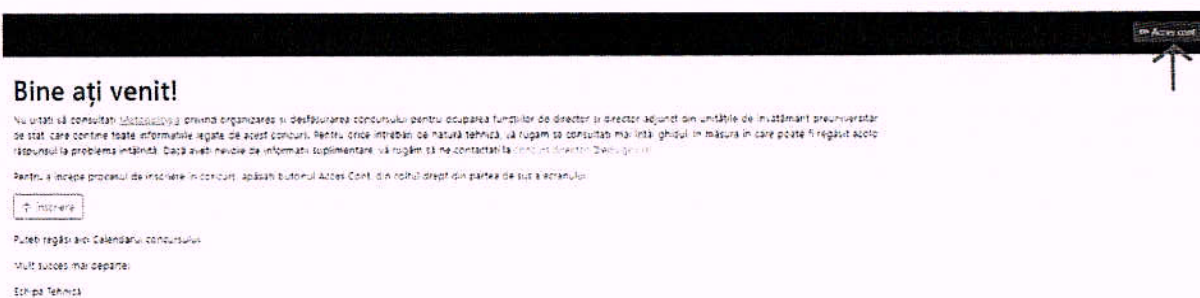 Acces cont
Bine ați venit!
Nu uitați să consultați Metodologia privind organizarea și desfășurarea concursului pentru ocuparea funcțiilor de director și director adjunct din unitățile de învățământ preuniversitar
de stat, care conține toate informațiile legate de acest concurs. Pentru orice întrebări de natură tehnică, vă rugăm să consultați mai întâi ghidul, în măsura în care poate fi regăsit acolo
răspunsul la problema întâlnită. Dacă aveți nevoie de informații suplimentare, vă rugăm să ne contactați la
Pentru a începe procesul de înscriere în concurs, apăsați butonul Acces Cont, din colțul drept din partea de sus a ecranului.
Înscriere
Puteți regăsi aici Calendarul concursului
Mult succes mai departe!
Echipa Tehnică